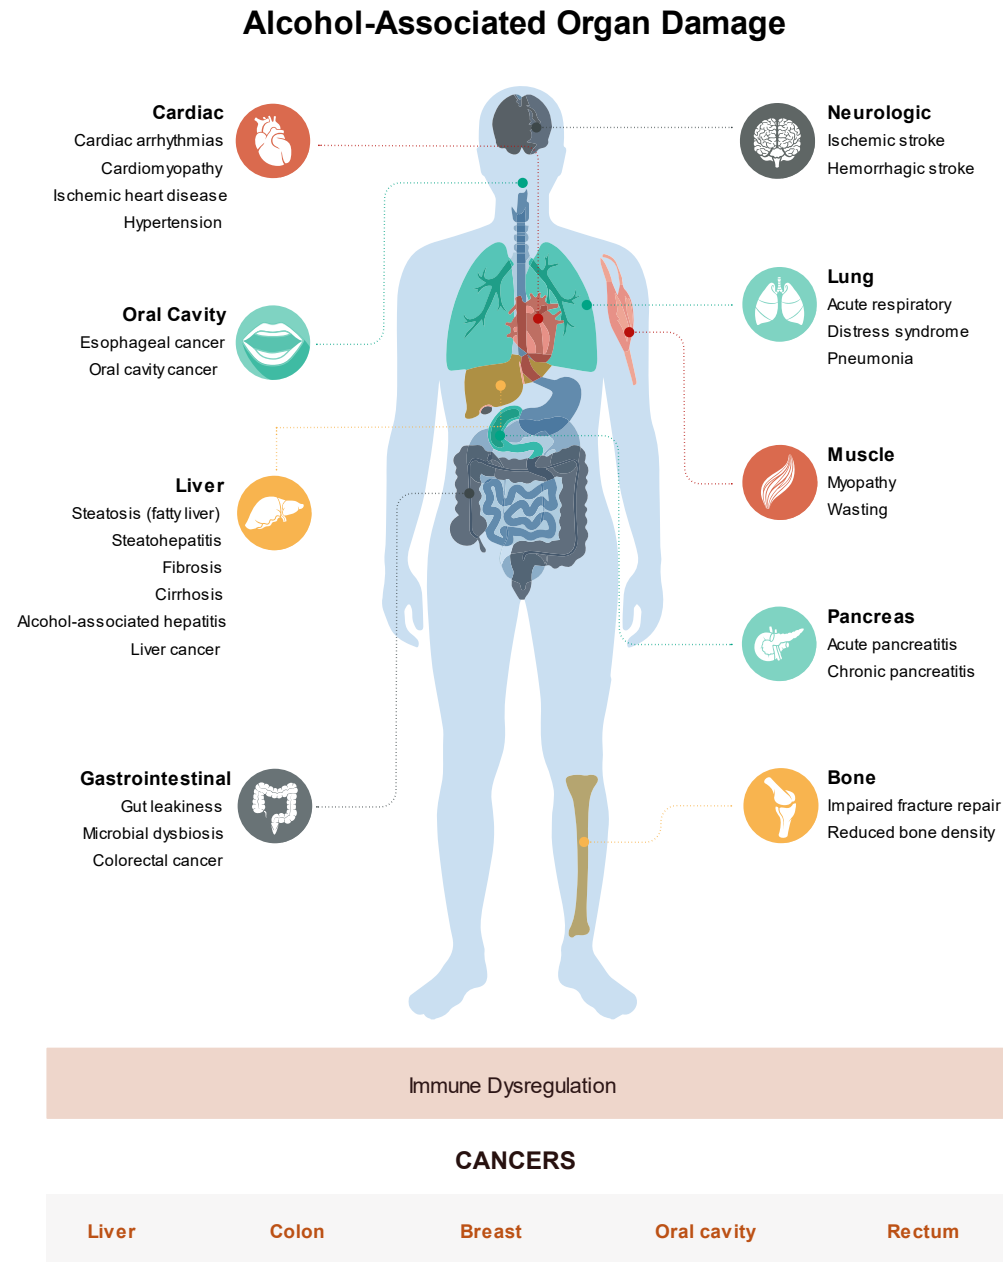 Alcohol-Associated Organ Damage
Cardiac
Cardiac arrhythmias
Cardiomyopathy
Ischemic heart disease
Hypertension
Oral Cavity
Esophageal cancer
Oral cavity cancer
Liver
Steatosis (fatty liver)
Steatohepatitis
Fibrosis
Cirrhosis
Alcohol-associated hepatitis
Liver cancer
Gastrointestinal
Gut leakiness
Microbial dysbiosis
Colorectal cancer
Neurologic
Ischemic stroke
Hemorrhagic stroke
Lung
Acute respiratory
Distress syndrome
Pneumonia
Muscle
Myopathy
Wasting
Pancreas
Acute pancreatitis
Chronic pancreatitis
Bone
Impaired fracture repair
Reduced bone density
Immune Dysregulation
CANCERS
Liver Colon Breast Oral cavity Rectum